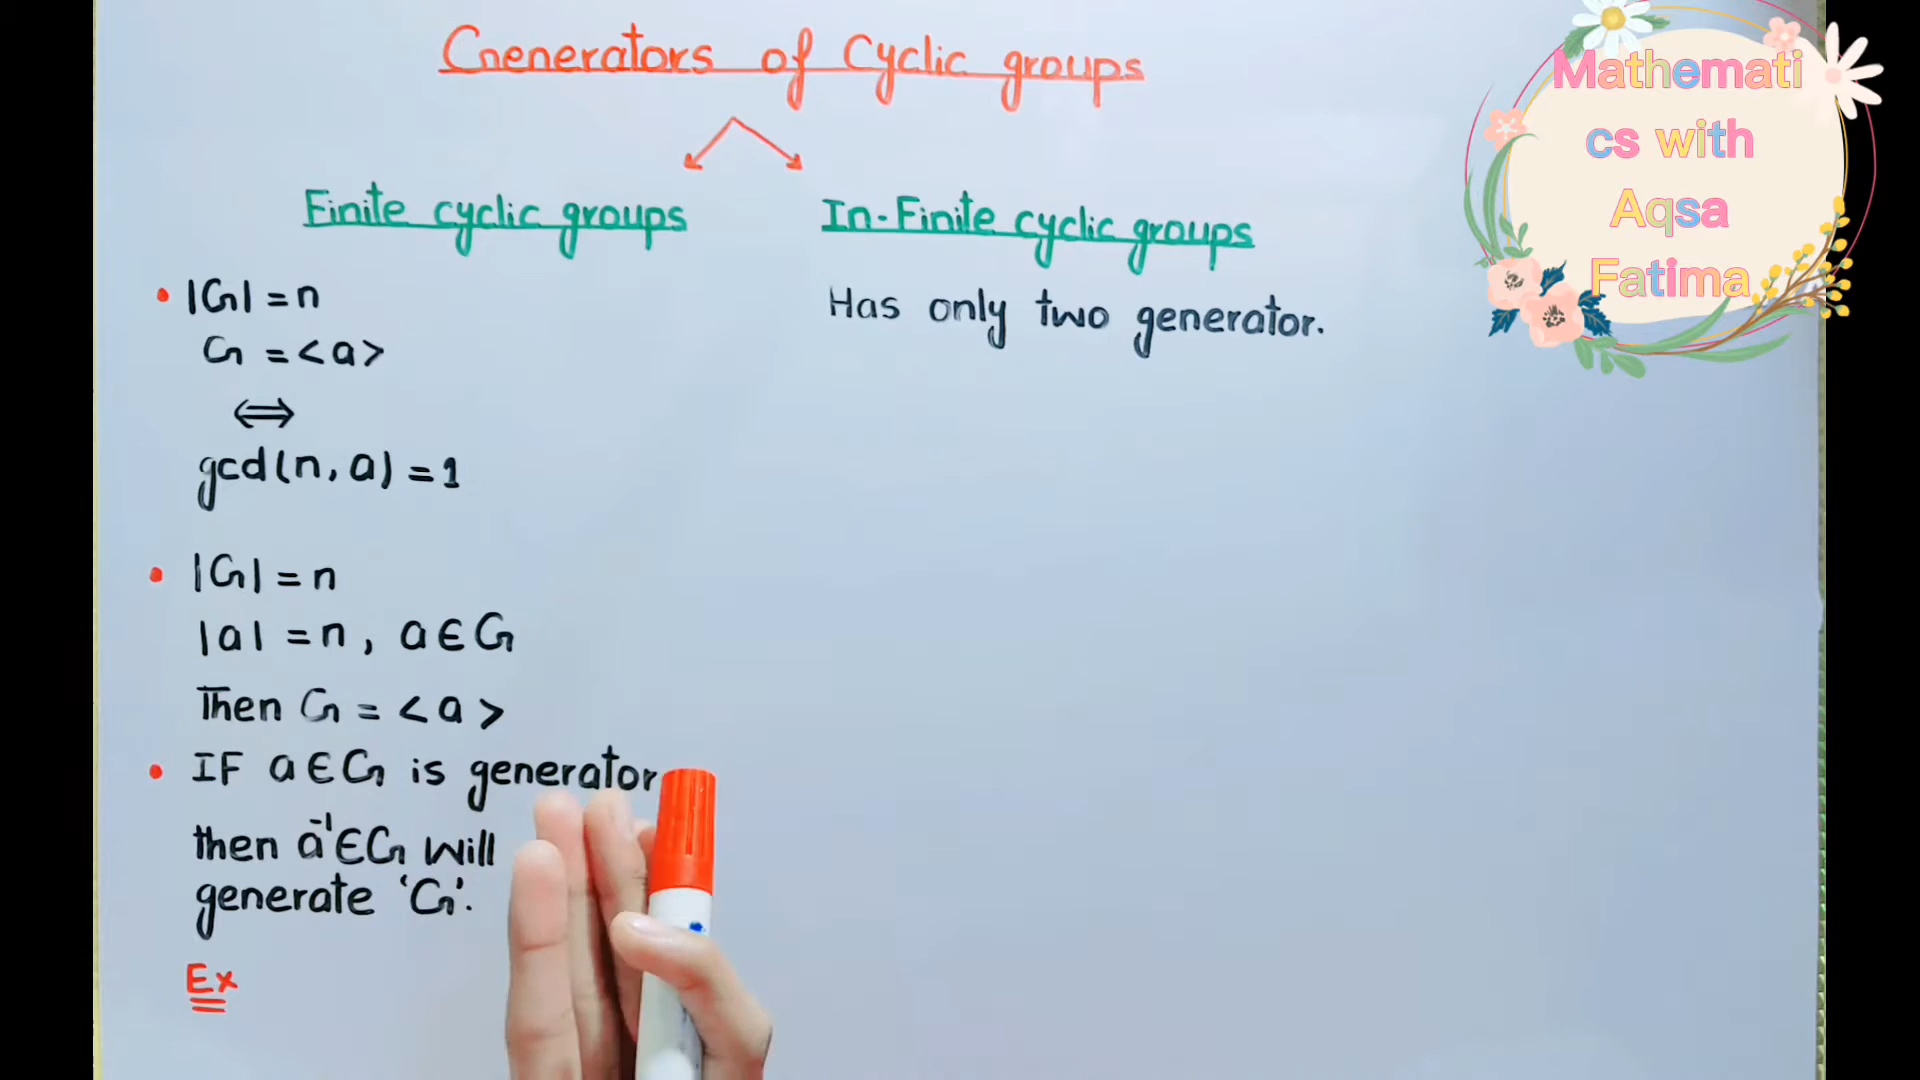 Generators of Cyclic groups
Finite cyclic groups
In-Finite cyclic groups
• |G| = n
G = <a>
⇔
gcd(n, a) = 1
Has only two generator.
• |G| = n
|a| = n, a ∈ G
Then G = <a>
• IF a ∈ G is generator
then a⁻¹ ∈ G will
generate 'G'.
Ex
Mathemati
cs with
Aqsa
Fatima